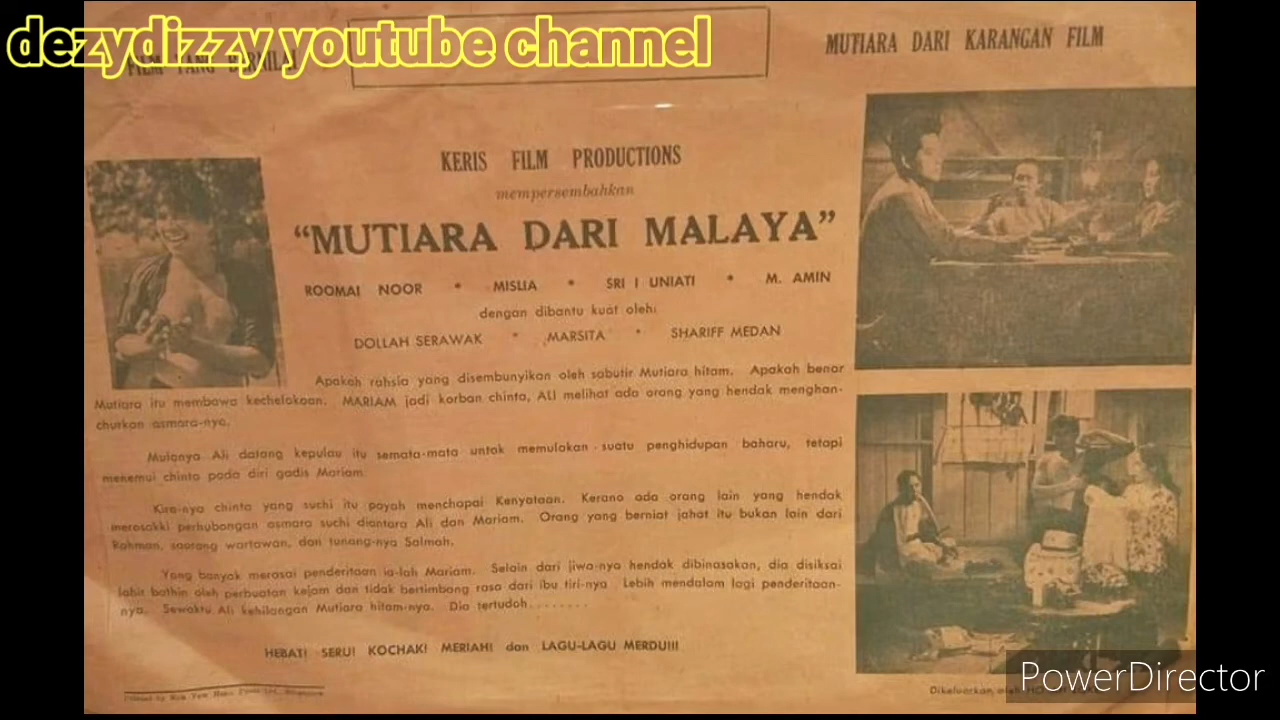 dezydizzy youtube channel
FILM YANG BERNILAI
MUTIARA DARI KARANGAN FILM
KERIS FILM PRODUCTIONS
mempersembahkan
"MUTIARA DARI MALAYA"
ROOMAI NOOR * MISLIA * SRI I UNIATI * M. AMIN
dengan dibantu kuat oleh:
DOLLAH SERAWAK * MARSITA * SHARIFF MEDAN
Apakah rahsia yang disembunyikan oleh sabutir Mutiara hitam. Apakah benar
Mutiara itu membawa kechelakaan. MARIAM jadi korban chinta, ALI melihat ada orang yang hendak menghan-
churkan asmara-nya.
Mulanya Ali datang kepulau itu semata-mata untok memulakan suatu penghidupan baharu, tetapi
menemui chinta pada diri gadis Mariam.
Kira-nya chinta yang suchi itu payah menchapai Kenyataan. Kerana ada orang lain yang hendak
merosakki perhubongan asmara suchi diantara Ali dan Mariam. Orang yang berniat jahat itu bukan lain dari
Rahman, saorang wartawan, dan tunang-nya Salmah.
Yang banyak merasai penderitaan ia-lah Mariam. Selain dari jiwa-nya hendak dibinasakan, dia disiksai
lahir bathin oleh perbuatan kejam dan tidak bertimbang rasa dari ibu tiri-nya Lebih mendalam lagi penderitaan-
nya. Sewaktu Ali kehilangan Mutiara hitam-nya. Dia tertudoh........
HEBAT! SERU! KOCHAK! MERIAH! dan LAGU-LAGU MERDU!!!
Printed by Singapore
Dikeluarkan oleh
PowerDirector